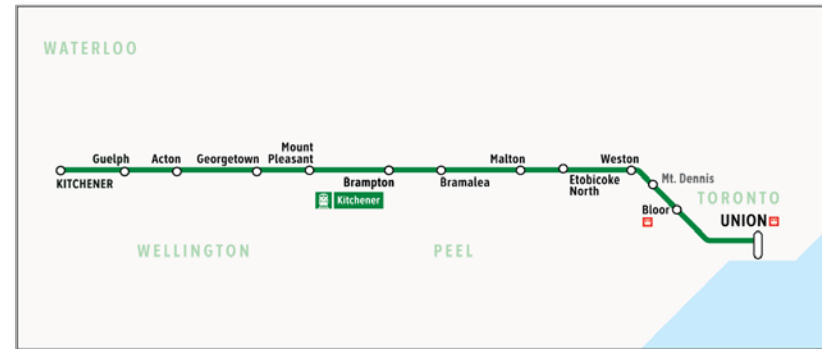 WATERLOO
Mount
Guelph Acton Georgetown Pleasant Malton Weston
KITCHENER Brampton Bramalea Etobicoke Mt. Dennis
North
Kitchener
TORONTO
Bloor
UNION
WELLINGTON PEEL